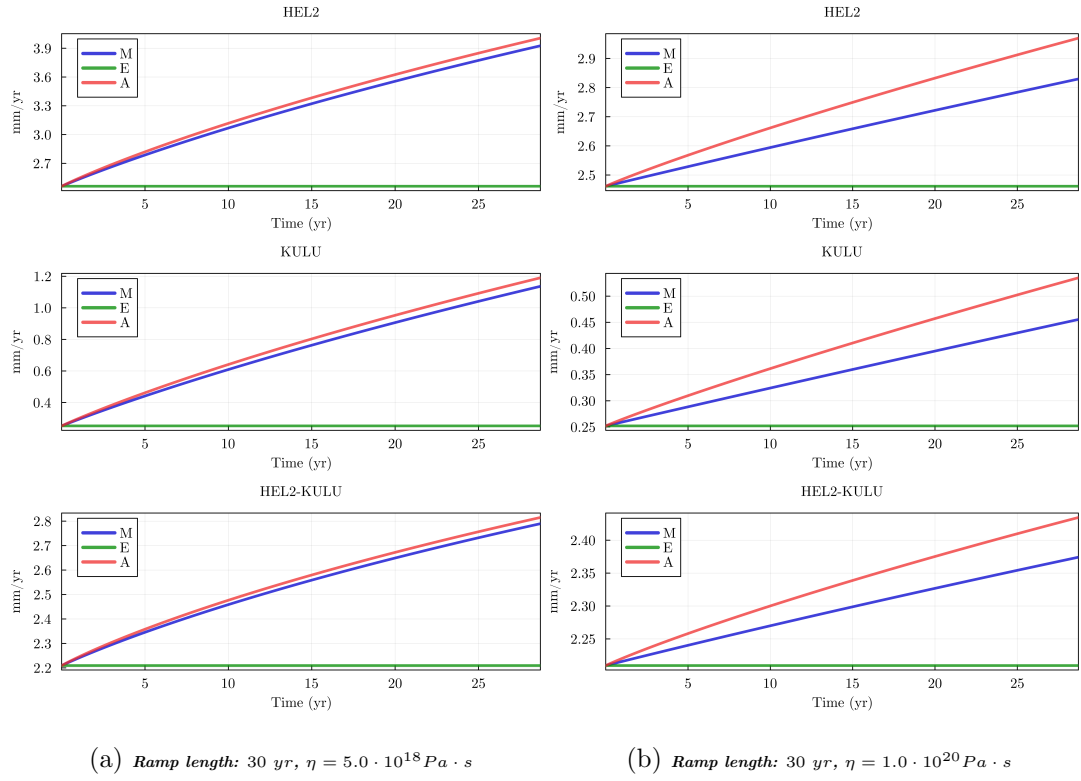 HEL2
3.9
3.6
3.3
3.0
2.7
mm/yr
M
E
A
5 10 15 20 25
Time (yr)
KULU
1.2
1.0
0.8
0.6
0.4
mm/yr
M
E
A
5 10 15 20 25
Time (yr)
HEL2-KULU
2.8
2.7
2.6
2.5
2.4
2.3
2.2
mm/yr
M
E
A
5 10 15 20 25
Time (yr)
(a) Ramp length: 30 yr, η = 5.0 · 10^18 Pa · s
HEL2
2.9
2.8
2.7
2.6
2.5
mm/yr
M
E
A
5 10 15 20 25
Time (yr)
KULU
0.50
0.45
0.40
0.35
0.30
0.25
mm/yr
M
E
A
5 10 15 20 25
Time (yr)
HEL2-KULU
2.40
2.35
2.30
2.25
mm/yr
M
E
A
5 10 15 20 25
Time (yr)
(b) Ramp length: 30 yr, η = 1.0 · 10^20 Pa · s